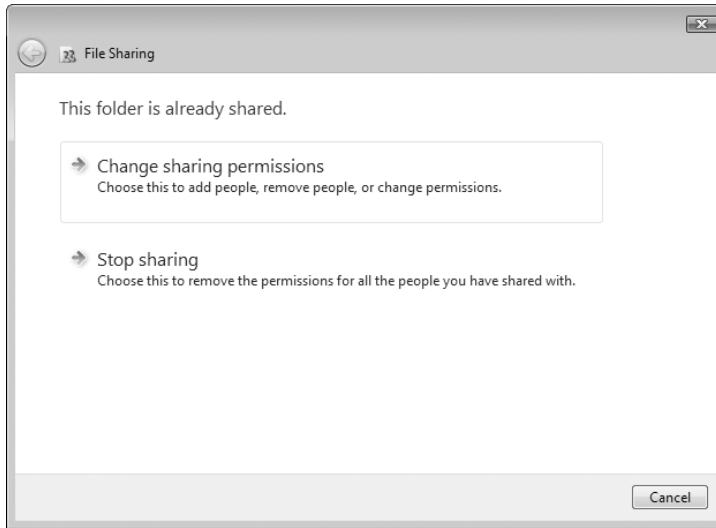 File Sharing
This folder is already shared.
Change sharing permissions
Choose this to add people, remove people, or change permissions.
Stop sharing
Choose this to remove the permissions for all the people you have shared with.
Cancel